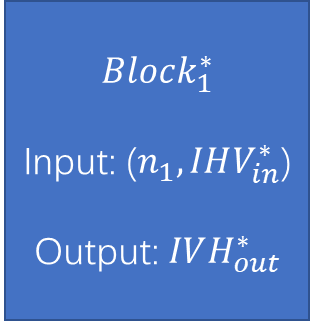 Block₁*
Input: (n₁, IHV*ᵢₙ)
Output: IVH*ₒᵤₜ